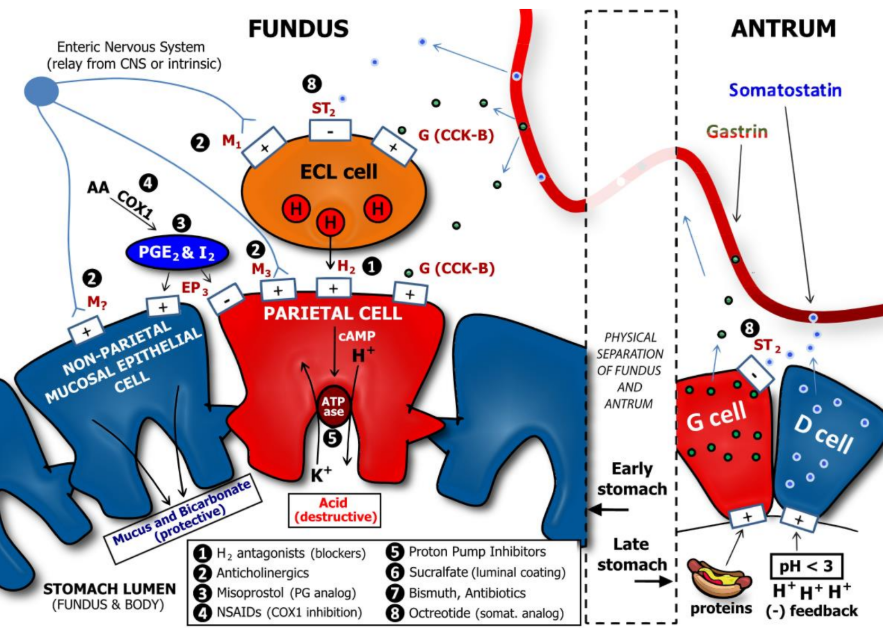 FUNDUS
ANTRUM
Enteric Nervous System
(relay from CNS or intrinsic)
8
ST2
-
2
M1
+
+
G (CCK-B)
ECL cell
H
H
H
AA
COX1
4
3
PGE2 & I2
2
M?
+
+
EP3
-
2
M3
+
H2
1
+
G (CCK-B)
+
NON-PARIETAL
MUCOSAL EPITHELIAL
CELL
PARIETAL CELL
cAMP
H+
ATP
ase
5
K+
Mucus and Bicarbonate
(protective)
Acid
(destructive)
STOMACH LUMEN
(FUNDUS & BODY)
1 H2 antagonists (blockers)
2 Anticholinergics
3 Misoprostol (PG analog)
4 NSAIDs (COX1 inhibition)
5 Proton Pump Inhibitors
6 Sucralfate (luminal coating)
7 Bismuth, Antibiotics
8 Octreotide (somat. analog)
PHYSICAL
SEPARATION
OF FUNDUS
AND
ANTRUM
Early
stomach
Late
stomach
Somatostatin
Gastrin
8
ST2
-
G cell
D cell
+
+
proteins
pH < 3
H+ H+ H+
(-) feedback